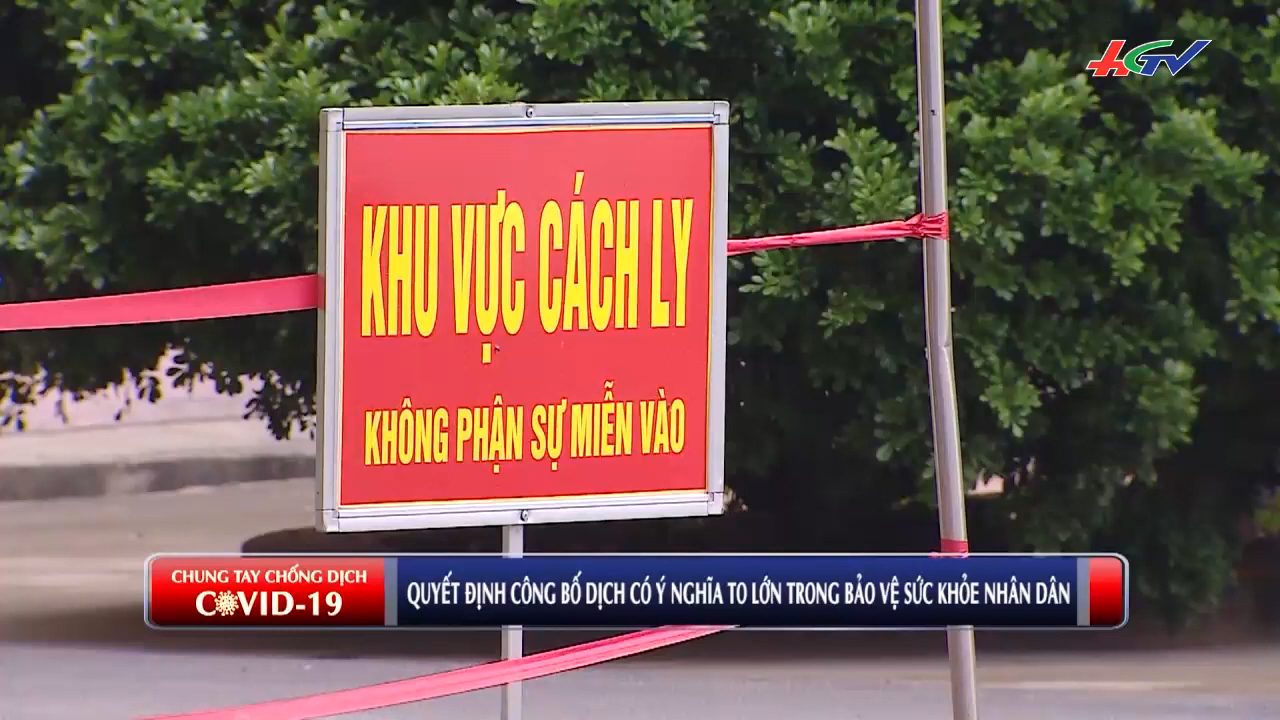 HGTV
KHU VỰC CÁCH LY
KHÔNG PHẬN SỰ MIỄN VÀO
CHUNG TAY CHỐNG DỊCH
COVID-19
QUYẾT ĐỊNH CÔNG BỐ DỊCH CÓ Ý NGHĨA TO LỚN TRONG BẢO VỆ SỨC KHỎE NHÂN DÂN